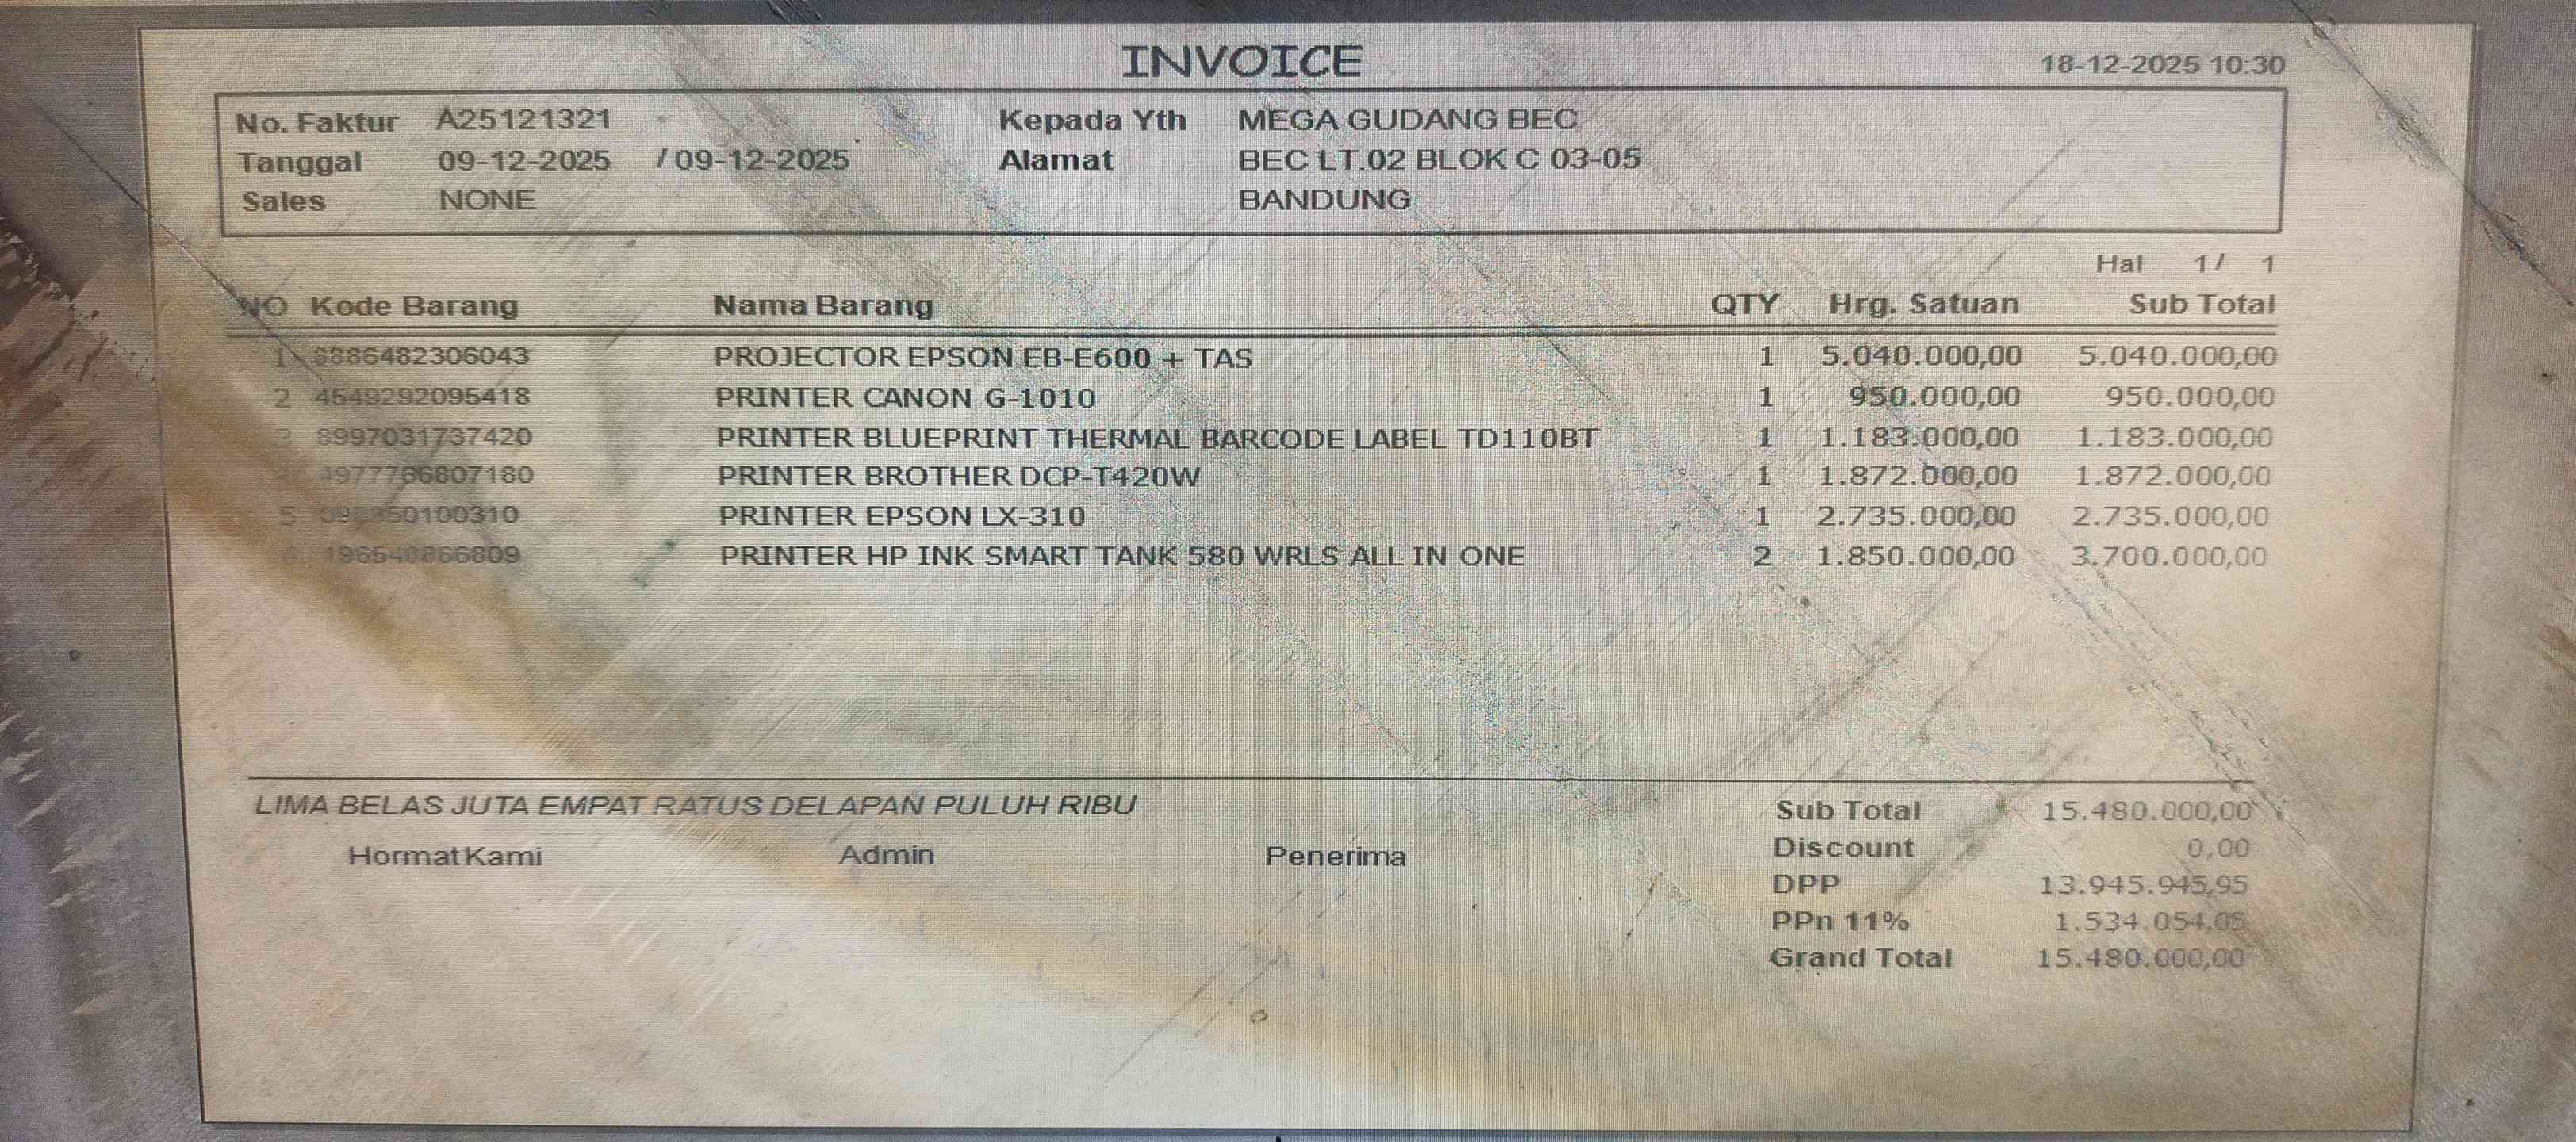 INVOICE
18-12-2025 10:30
No. Faktur A25121321 Kepada Yth MEGA GUDANG BEC
Tanggal 09-12-2025 / 09-12-2025 Alamat BEC LT.02 BLOK C 03-05
Sales NONE BANDUNG
Hal 1/ 1
NO Kode Barang Nama Barang QTY Hrg. Satuan Sub Total
1 8886482306043 PROJECTOR EPSON EB-E600 + TAS 1 5.040.000,00 5.040.000,00
2 4549292095418 PRINTER CANON G-1010 1 950.000,00 950.000,00
3 8997031737420 PRINTER BLUEPRINT THERMAL BARCODE LABEL TD110BT 1 1.183.000,00 1.183.000,00
4977766807180 PRINTER BROTHER DCP-T420W 1 1.872.000,00 1.872.000,00
5 PRINTER EPSON LX-310 1 2.735.000,00 2.735.000,00
PRINTER HP INK SMART TANK 580 WRLS ALL IN ONE 2 1.850.000,00 3.700.000,00
LIMA BELAS JUTA EMPAT RATUS DELAPAN PULUH RIBU
Hormat Kami Admin Penerima
Sub Total 15.480.000,00
Discount 0,00
DPP 13.945.945,95
PPn 11% 1.534.054,05
Grand Total 15.480.000,00